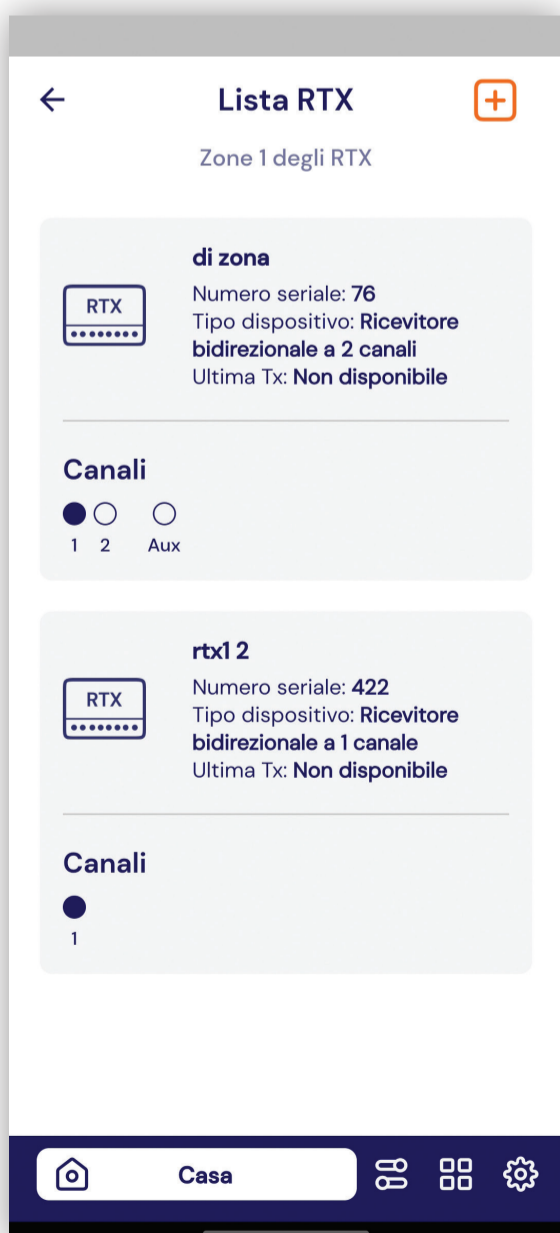 Lista RTX
Zone 1 degli RTX
di zona
RTX
Numero seriale: 76
Tipo dispositivo: Ricevitore
bidirezionale a 2 canali
Ultima Tx: Non disponibile
Canali
1 2 Aux
rtx1 2
RTX
Numero seriale: 422
Tipo dispositivo: Ricevitore
bidirezionale a 1 canale
Ultima Tx: Non disponibile
Canali
1
Casa